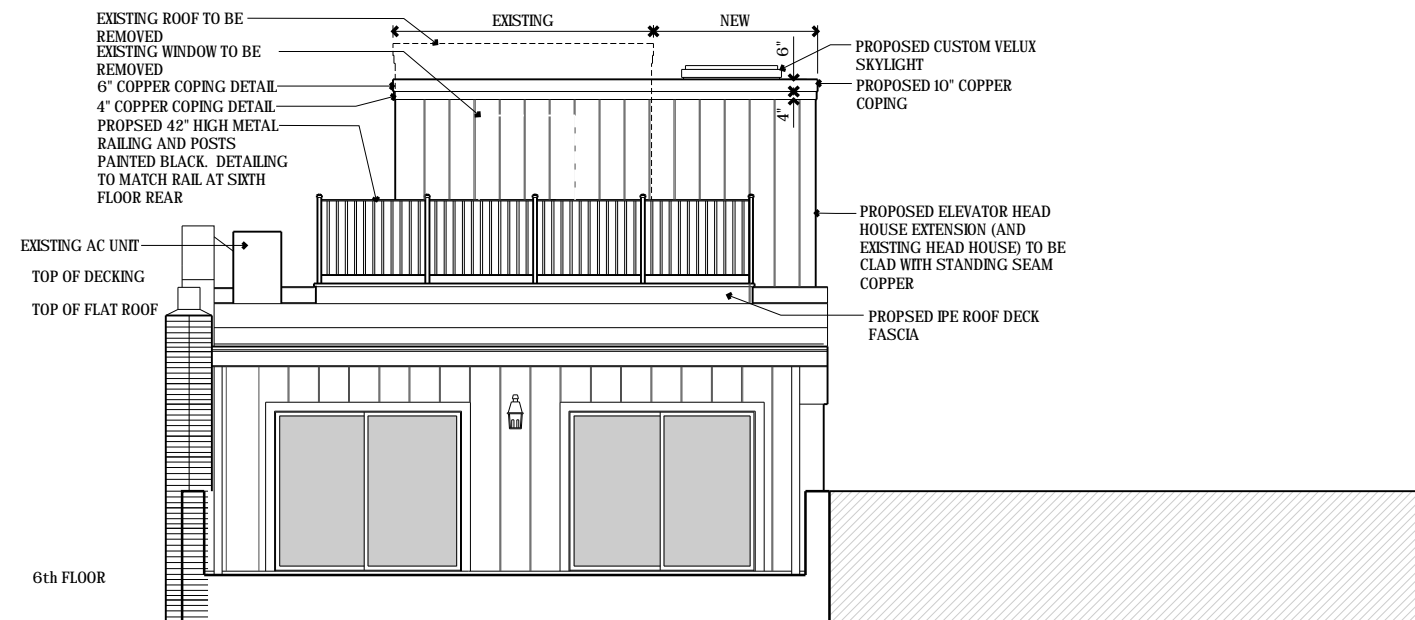 EXISTING ROOF TO BE
REMOVED
EXISTING WINDOW TO BE
REMOVED
6" COPPER COPING DETAIL
4" COPPER COPING DETAIL
PROPSED 42" HIGH METAL
RAILING AND POSTS
PAINTED BLACK. DETAILING
TO MATCH RAIL AT SIXTH
FLOOR REAR
EXISTING
NEW
6"
4"
PROPOSED CUSTOM VELUX
SKYLIGHT
PROPOSED 10" COPPER
COPING
EXISTING AC UNIT
TOP OF DECKING
TOP OF FLAT ROOF
PROPOSED ELEVATOR HEAD
HOUSE EXTENSION (AND
EXISTING HEAD HOUSE) TO BE
CLAD WITH STANDING SEAM
COPPER
PROPSED IPE ROOF DECK
FASCIA
6th FLOOR